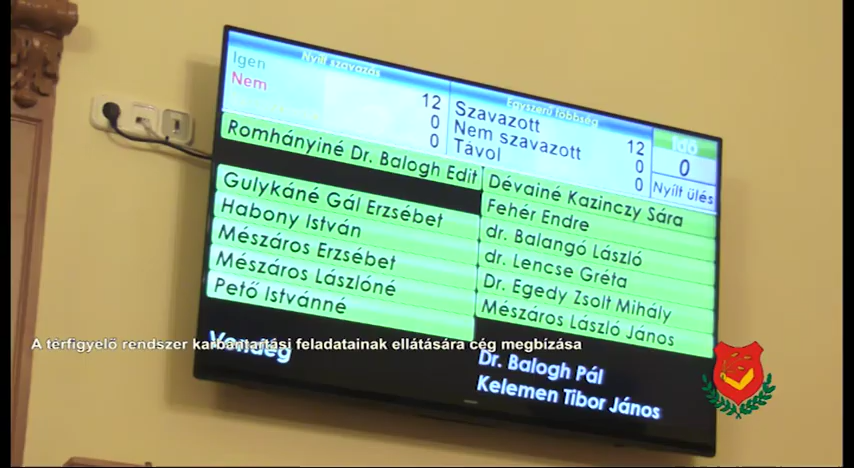 Nyílt szavazás
Igen 12
Nem 0
0
Egyszerű többség
Szavazott 12
Nem szavazott 0
Távol 0
Idő
0
Nyílt ülés
Romhányiné Dr. Balogh Edit
Gulykáné Gál Erzsébet
Habony István
Mészáros Erzsébet
Mészáros Lászlóné
Pető Istvánné
Dévainé Kazinczy Sára
Fehér Endre
dr. Balangó László
dr. Lencse Gréta
Dr. Egedy Zsolt Mihály
Mészáros László János
A térfigyelő rendszer karbantartási feladatainak ellátására cég megbízása
Vendég
Dr. Balogh Pál
Kelemen Tibor János